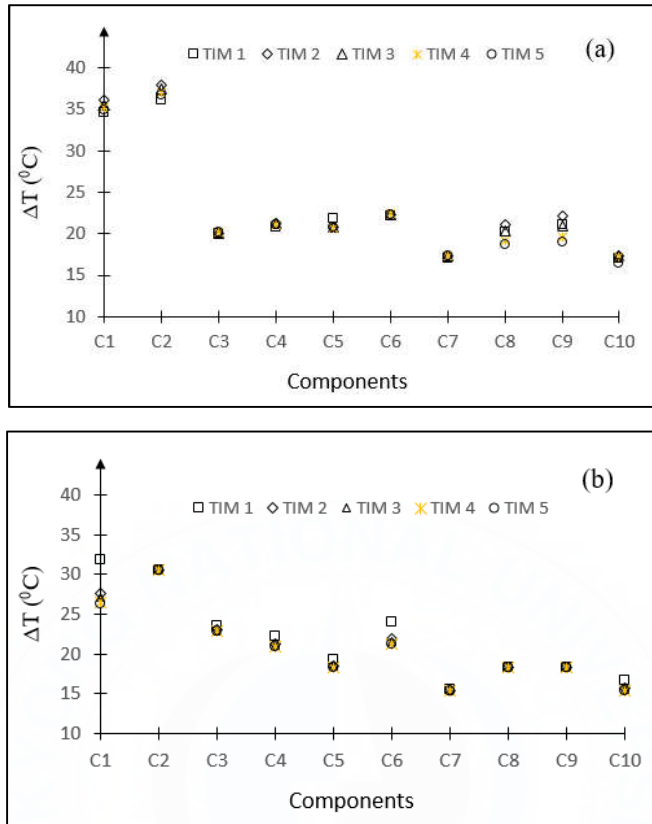 (a)
□ TIM 1 ◇ TIM 2 △ TIM 3 TIM 4 ○ TIM 5
40
35
30
25
20
15
10
ΔT (⁰C)
C1 C2 C3 C4 C5 C6 C7 C8 C9 C10
Components
(b)
□ TIM 1 ◇ TIM 2 △ TIM 3 TIM 4 ○ TIM 5
40
35
30
25
20
15
10
ΔT (⁰C)
C1 C2 C3 C4 C5 C6 C7 C8 C9 C10
Components